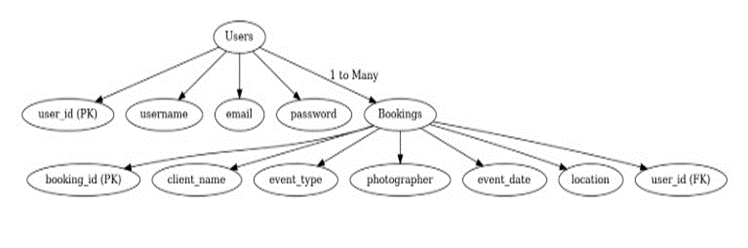 Users
1 to Many
user_id (PK)
username
email
password
Bookings
booking_id (PK)
client_name
event_type
photographer
event_date
location
user_id (FK)